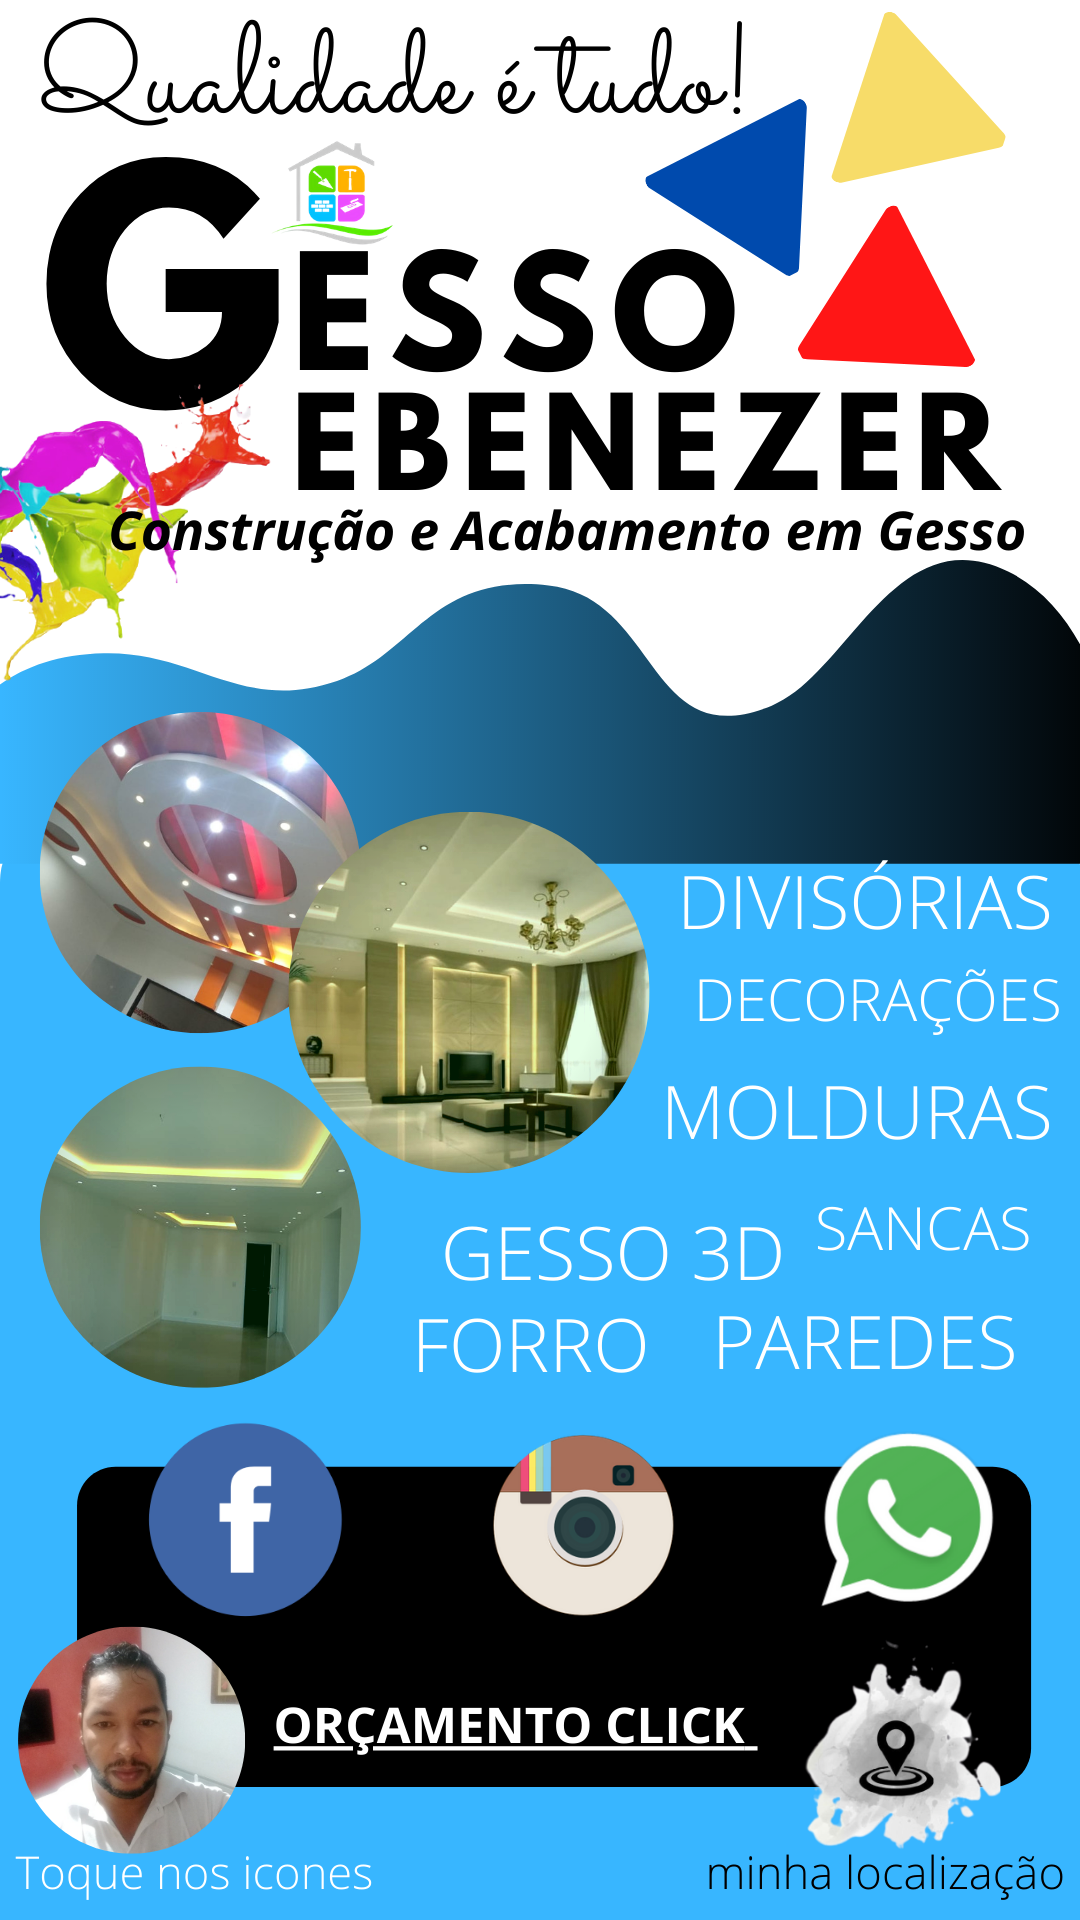 Qualidade é tudo!
GESSO
EBENEZER
Construção e Acabamento em Gesso
DIVISÓRIAS
DECORAÇÕES
MOLDURAS
SANCAS
GESSO 3D
FORRO PAREDES
f
ORÇAMENTO CLICK
Toque nos icones
minha localização